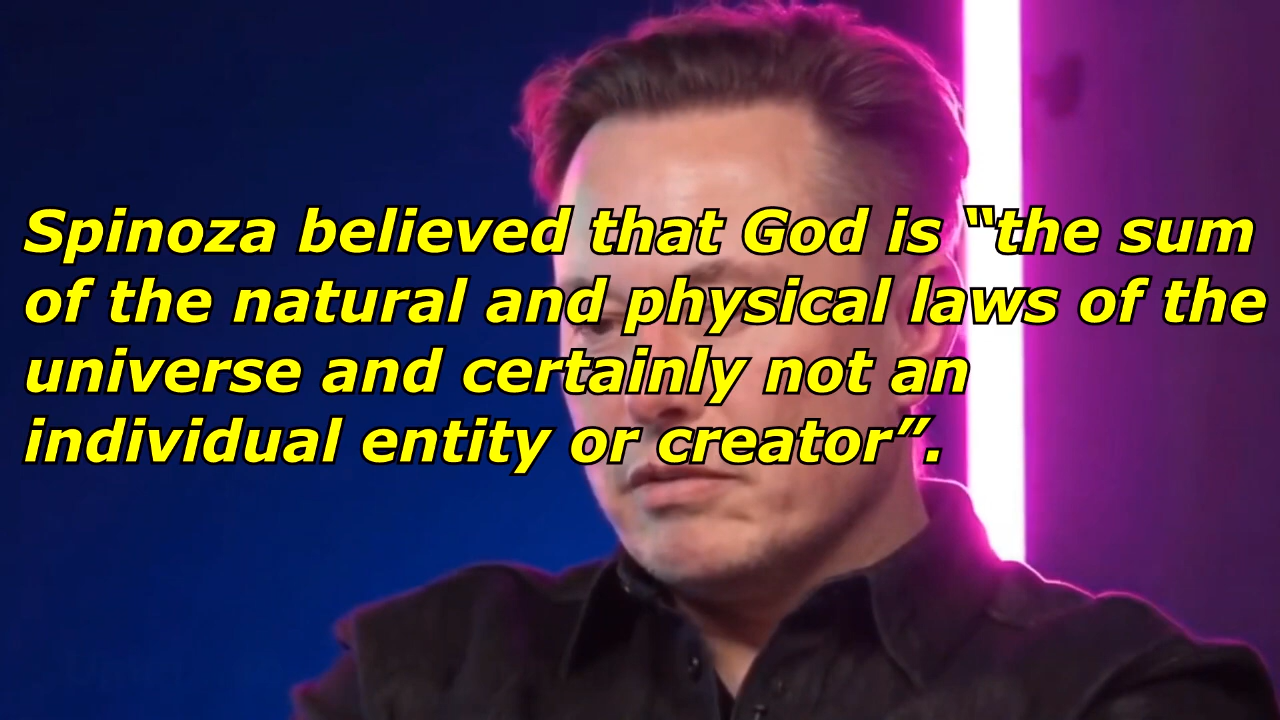 Spinoza believed that God is “the sum
of the natural and physical laws of the
universe and certainly not an
individual entity or creator”.